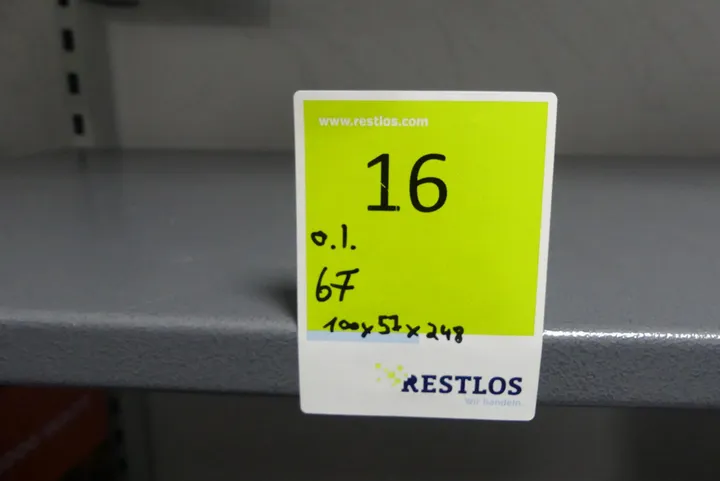 www.restlos.com
16
o.l.
67
100x57x248
RESTLOS
Wir handeln.